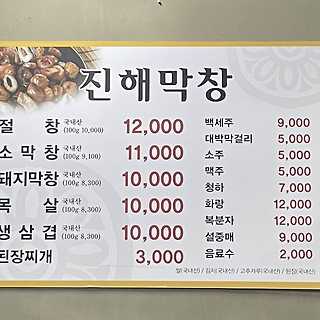 진해막창
절 창 국내산 (100g 10,000) 12,000
소 막 창 국내산 (100g 9,100) 11,000
돼지막창 국내산 (100g 8,300) 10,000
목 살 국내산 (100g 8,300) 10,000
생 삼 겹 국내산 (100g 8,300) 10,000
된장찌개 3,000
백세주 9,000
대박막걸리 5,000
소주 5,000
맥주 5,000
청하 7,000
화랑 12,000
복분자 12,000
설중매 9,000
음료수 2,000
쌀(국내산) / 김치(국내산) / 고추가루(국내산) / 된장(국내산)